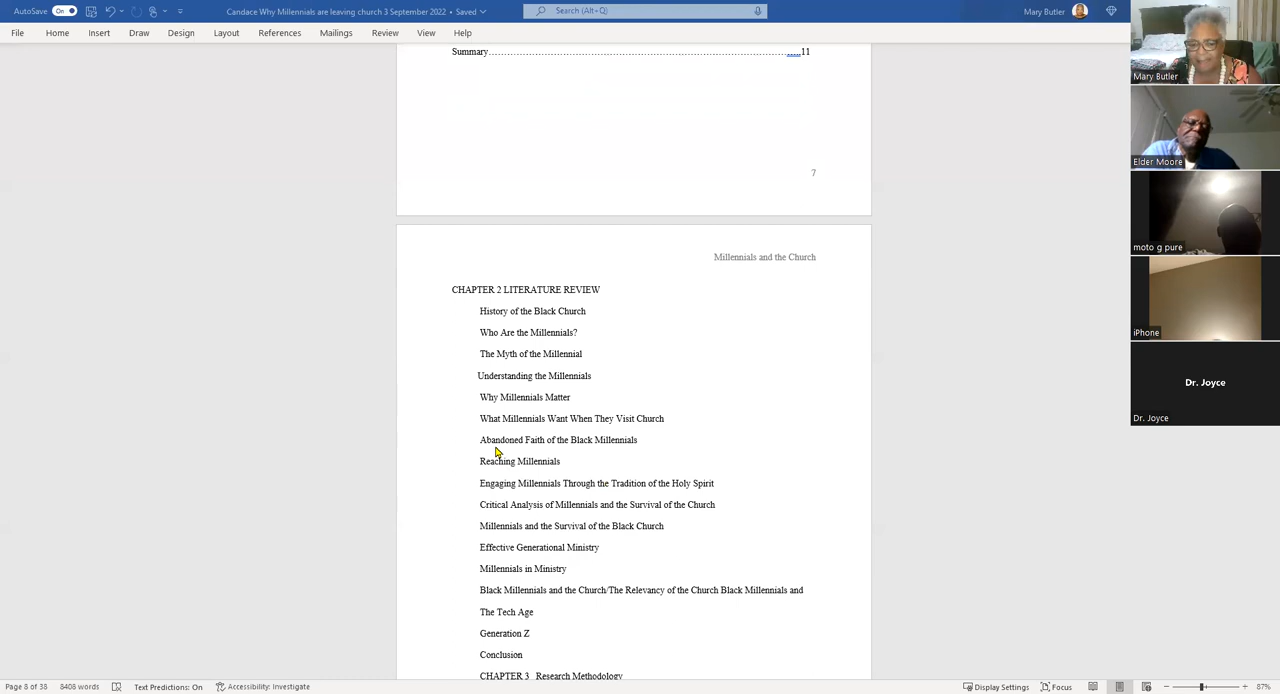 AutoSave On Candace Why Millennials are leaving church 3 September 2022 • Saved Search (Alt+Q) Mary Butler
File Home Insert Draw Design Layout References Mailings Review View Help
Summary..............................................................................................................11
7
Millennials and the Church
CHAPTER 2 LITERATURE REVIEW
History of the Black Church
Who Are the Millennials?
The Myth of the Millennial
Understanding the Millennials
Why Millennials Matter
What Millennials Want When They Visit Church
Abandoned Faith of the Black Millennials
Reaching Millennials
Engaging Millennials Through the Tradition of the Holy Spirit
Critical Analysis of Millennials and the Survival of the Church
Millennials and the Survival of the Black Church
Effective Generational Ministry
Millennials in Ministry
Black Millennials and the Church/The Relevancy of the Church Black Millennials and
The Tech Age
Generation Z
Conclusion
CHAPTER 3 Research Methodology
Page 8 of 38 8408 words Text Predictions: On Accessibility: Investigate Display Settings Focus 87%
Mary Butler
Elder Moore
moto g pure
iPhone
Dr. Joyce
Dr. Joyce